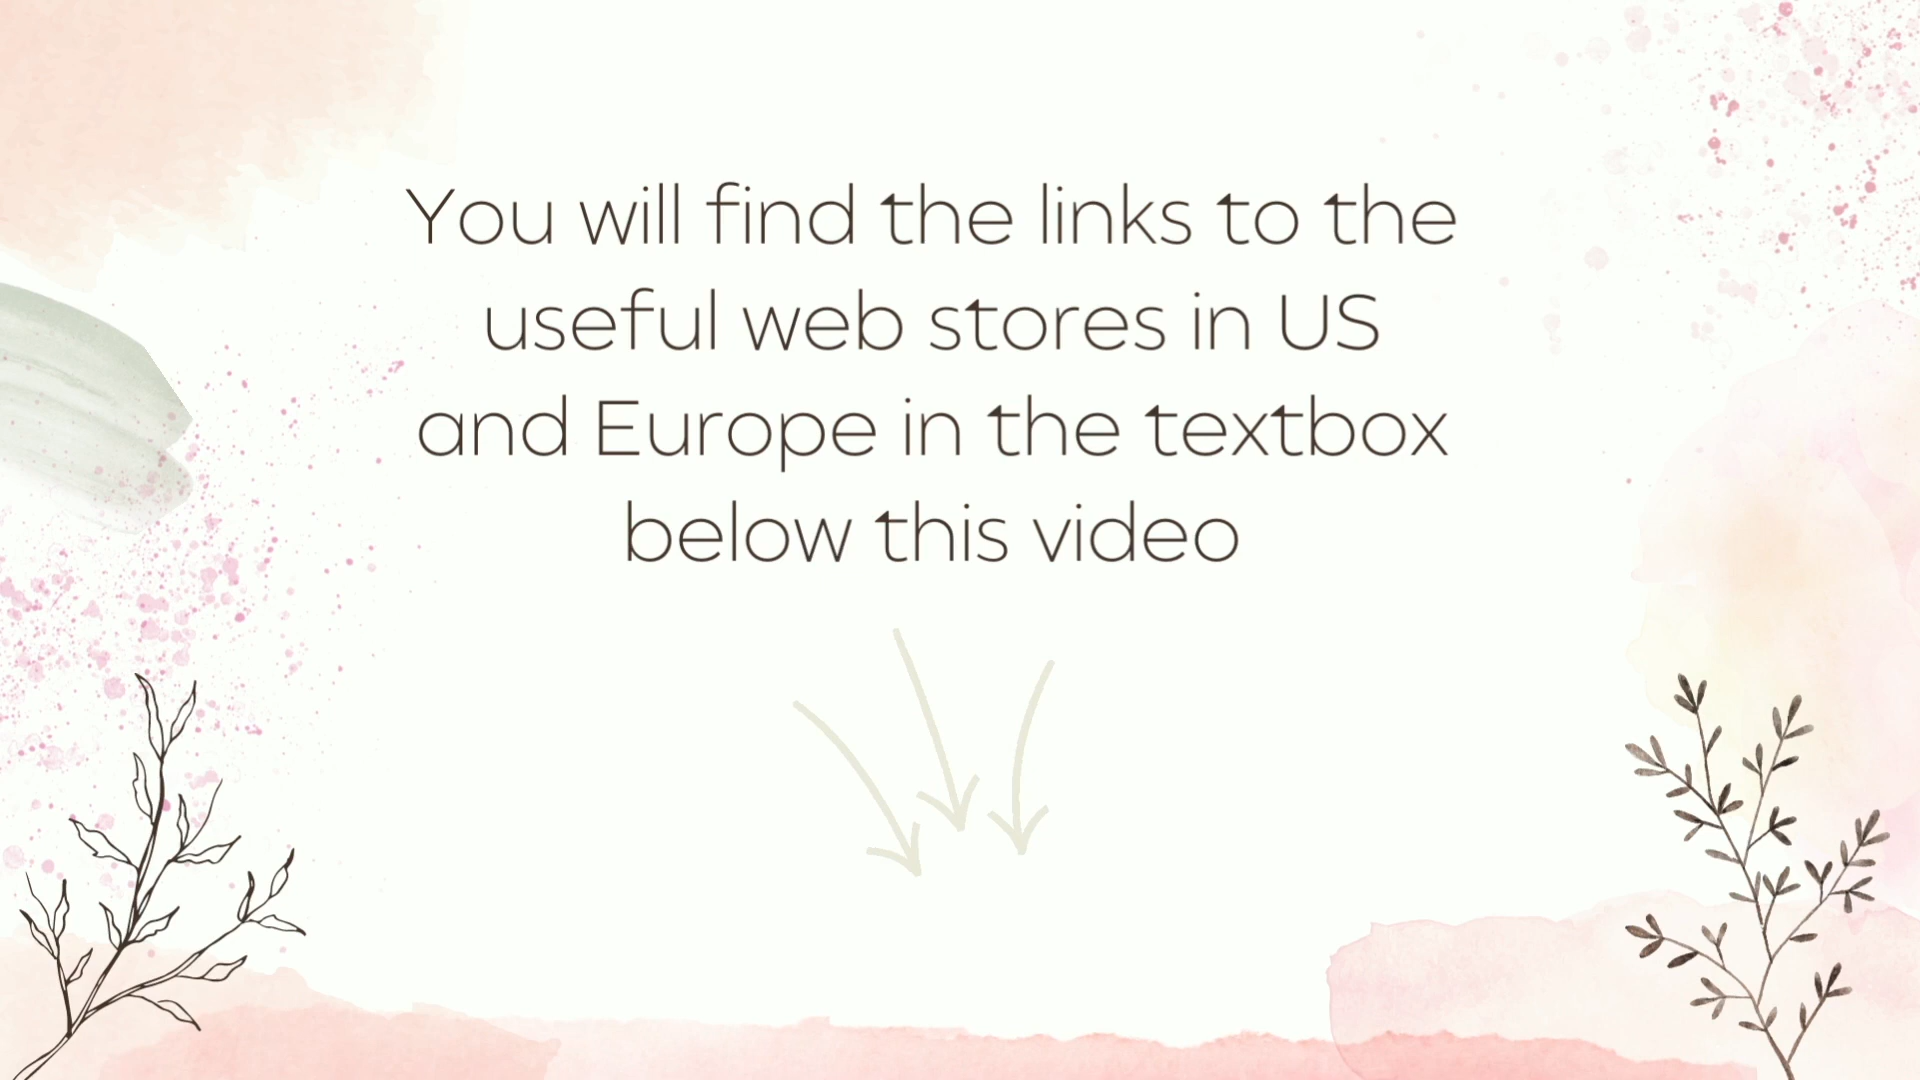 You will find the links to the
useful web stores in US
and Europe in the textbox
below this video